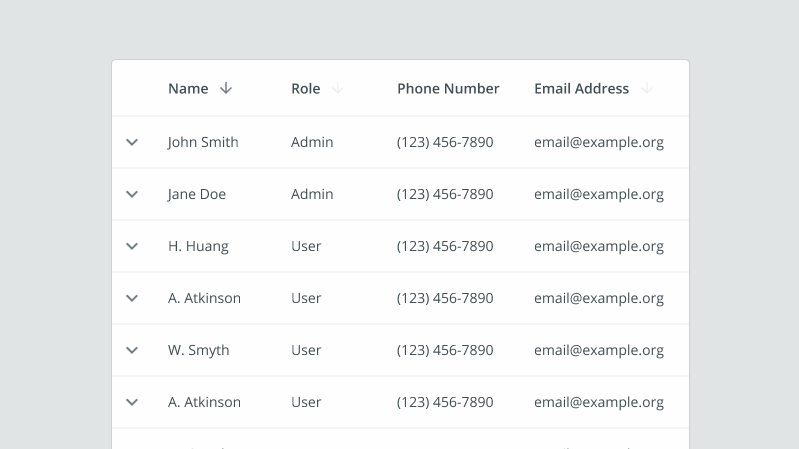 Name Role Phone Number Email Address
John Smith Admin (123) 456-7890 email@example.org
Jane Doe Admin (123) 456-7890 email@example.org
H. Huang User (123) 456-7890 email@example.org
A. Atkinson User (123) 456-7890 email@example.org
W. Smyth User (123) 456-7890 email@example.org
A. Atkinson User (123) 456-7890 email@example.org